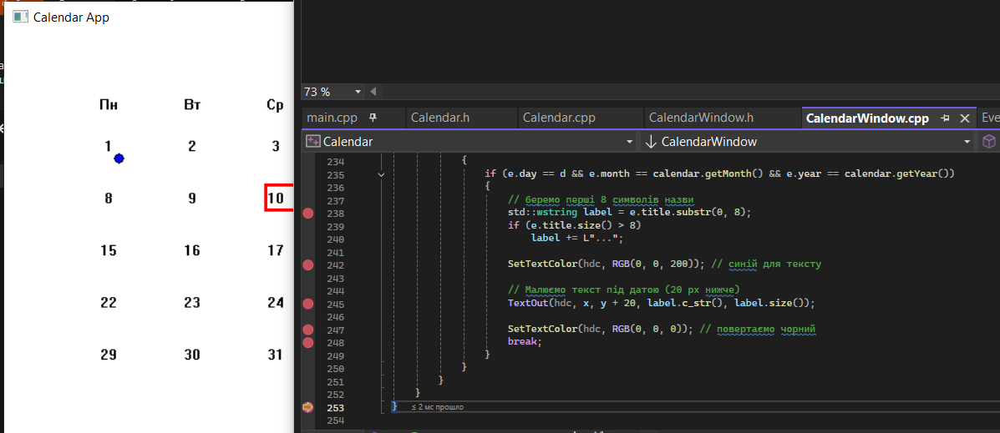 Calendar App
Пн Вт Ср
1 2 3
8 9 10
15 16 17
22 23 24
29 30 31
73 %
main.cpp Calendar.h Calendar.cpp CalendarWindow.h CalendarWindow.cpp Eve
Calendar CalendarWindow
234 {
235 if (e.day == d && e.month == calendar.getMonth() && e.year == calendar.getYear())
236 {
237 // беремо перші 8 символів назви
238 std::wstring label = e.title.substr(0, 8);
239 if (e.title.size() > 8)
240 label += L"...";
241
242 SetTextColor(hdc, RGB(0, 0, 200)); // синій для тексту
243
244 // Малюємо текст під датою (20 px нижче)
245 TextOut(hdc, x, y + 20, label.c_str(), label.size());
246
247 SetTextColor(hdc, RGB(0, 0, 0)); // повертаємо чорний
248 break;
249 }
250 }
251 }
252 }
253 } ≤ 2 мс прошло
254